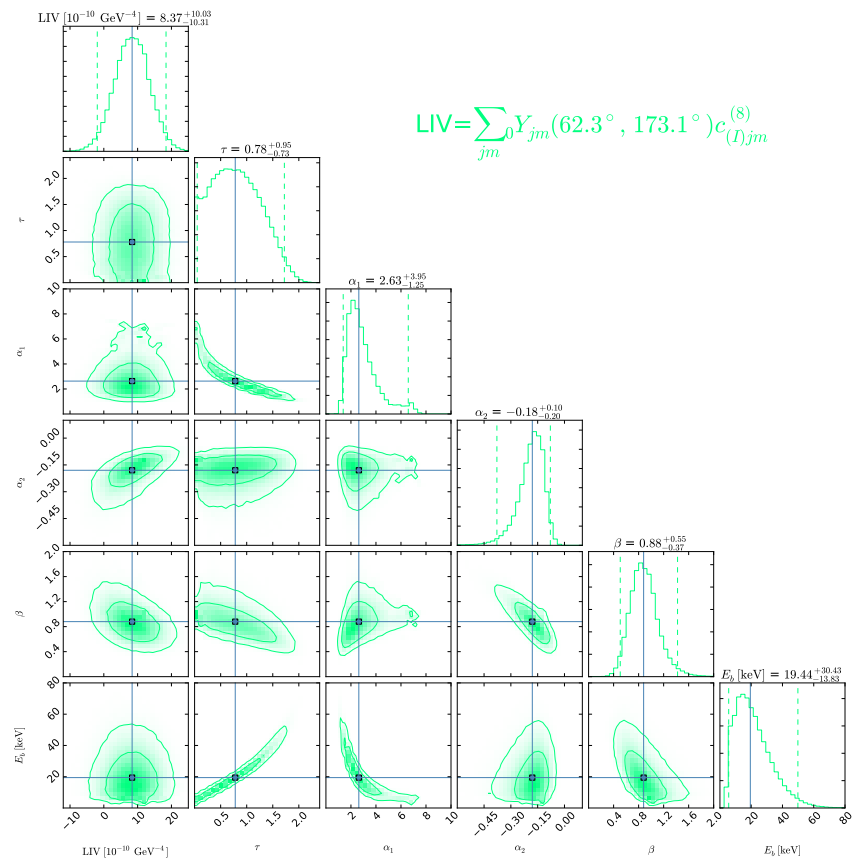 LIV [10⁻¹⁰ GeV⁻⁴] = 8.37 +10.03 −10.31
LIV=∑_{jm} ₀Y_{jm}(62.3°, 173.1°)c^{(8)}_{(I)jm}
τ = 0.78 +0.95 −0.73
τ
2.0
1.5
1.0
0.5
α₁ = 2.63 +3.95 −1.25
α₁
10
8
6
4
2
α₂ = −0.18 +0.10 −0.20
α₂
0.00
−0.15
−0.30
−0.45
β = 0.88 +0.55 −0.37
β
2.0
1.6
1.2
0.8
0.4
E_b [keV] = 19.44 +30.43 −13.83
E_b [keV]
80
60
40
20
−10 0 10 20
0.5 1.0 1.5 2.0
2 4 6 8 10
−0.45 −0.30 −0.15 0.00
0.4 0.8 1.2 1.6 2.0
20 40 60 80
LIV [10⁻¹⁰ GeV⁻⁴] τ α₁ α₂ β E_b [keV]